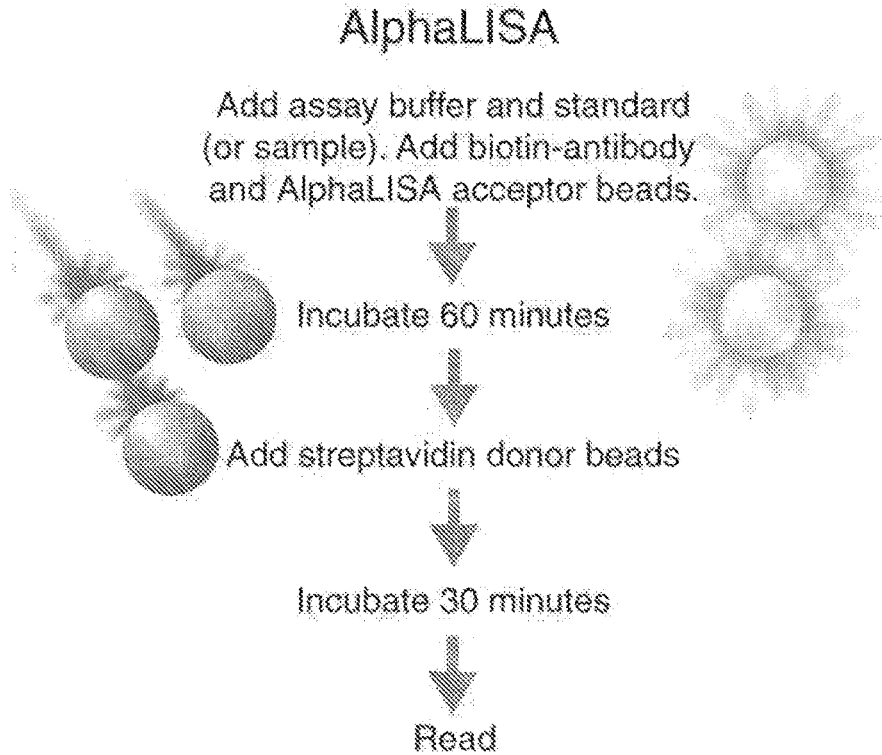 AlphaLISA
Add assay buffer and standard
(or sample). Add biotin-antibody
and AlphaLISA acceptor beads.
Incubate 60 minutes
Add streptavidin donor beads
Incubate 30 minutes
Read